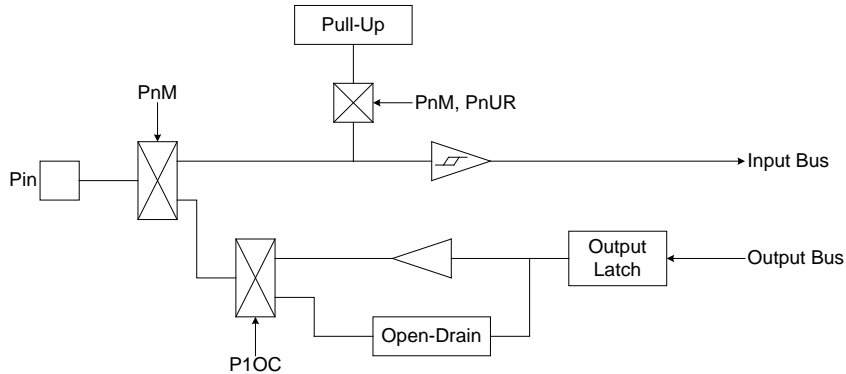 Pull-Up
PnM
PnM, PnUR
Pin
Input Bus
Output
Latch
Output Bus
Open-Drain
P1OC